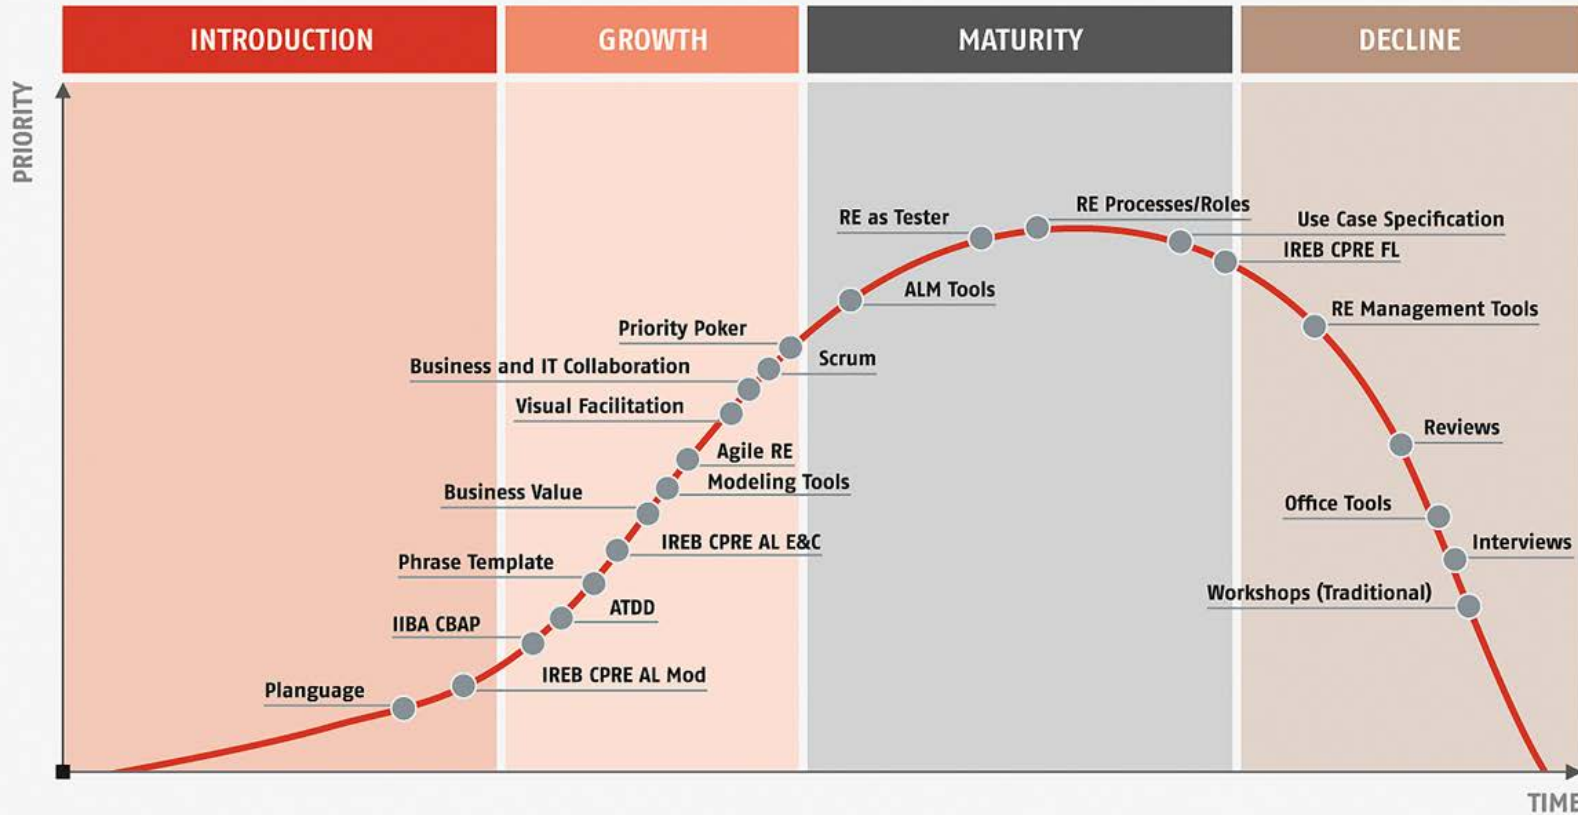 INTRODUCTION
GROWTH
MATURITY
DECLINE
PRIORITY
RE as Tester
RE Processes/Roles
Use Case Specification
IREB CPRE FL
ALM Tools
RE Management Tools
Priority Poker
Scrum
Business and IT Collaboration
Visual Facilitation
Reviews
Agile RE
Modeling Tools
Business Value
Office Tools
IREB CPRE AL E&C
Interviews
Phrase Template
Workshops (Traditional)
ATDD
IIBA CBAP
IREB CPRE AL Mod
Planguage
TIME